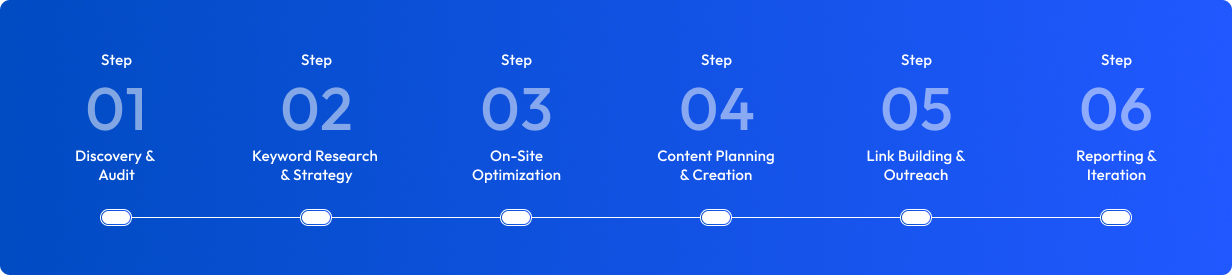 Step
01
Discovery &
Audit
Step
02
Keyword Research
& Strategy
Step
03
On-Site
Optimization
Step
04
Content Planning
& Creation
Step
05
Link Building &
Outreach
Step
06
Reporting &
Iteration